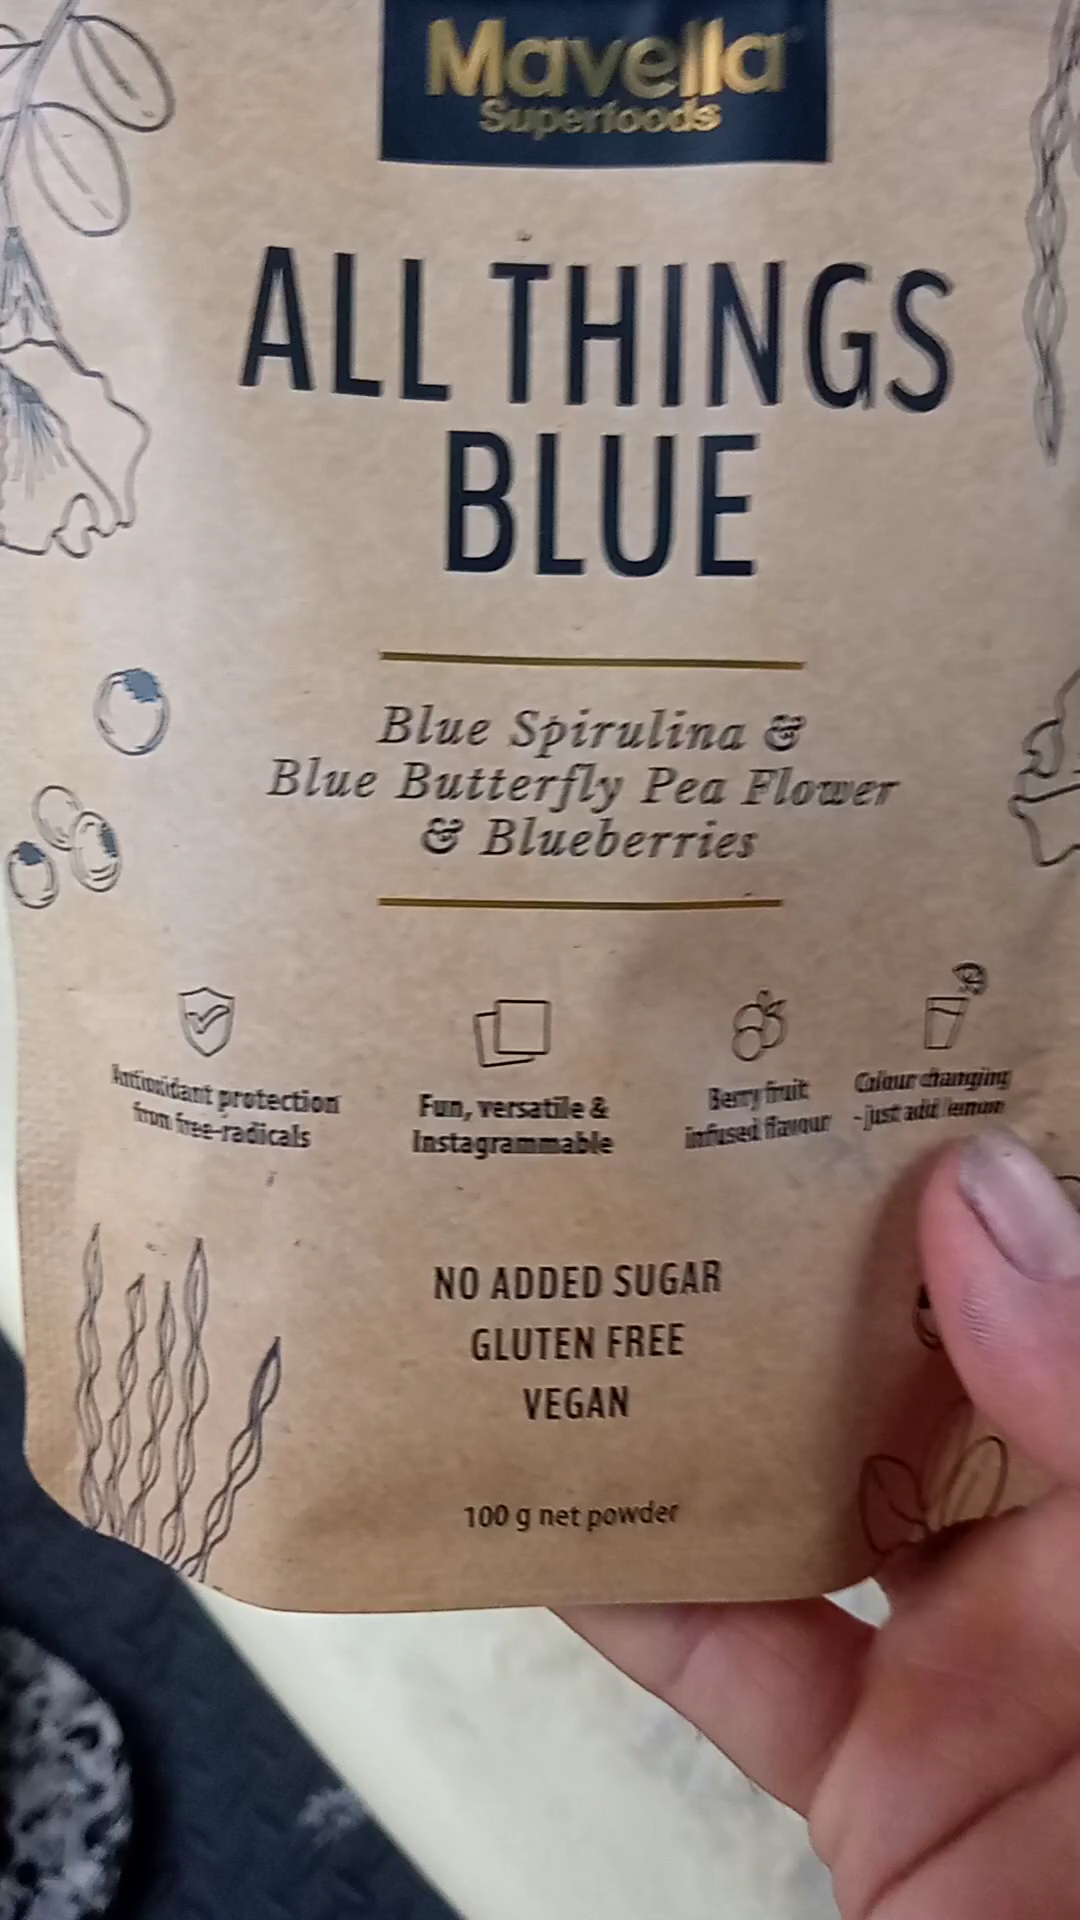 Mavella
Superfoods
ALL THINGS
BLUE
Blue Spirulina &
Blue Butterfly Pea Flower
& Blueberries
Antioxidant protection
from free-radicals
Fun, versatile &
Instagrammable
Berry fruit
infused flavour
Colour changing
- just add lemon
NO ADDED SUGAR
GLUTEN FREE
VEGAN
100 g net powder